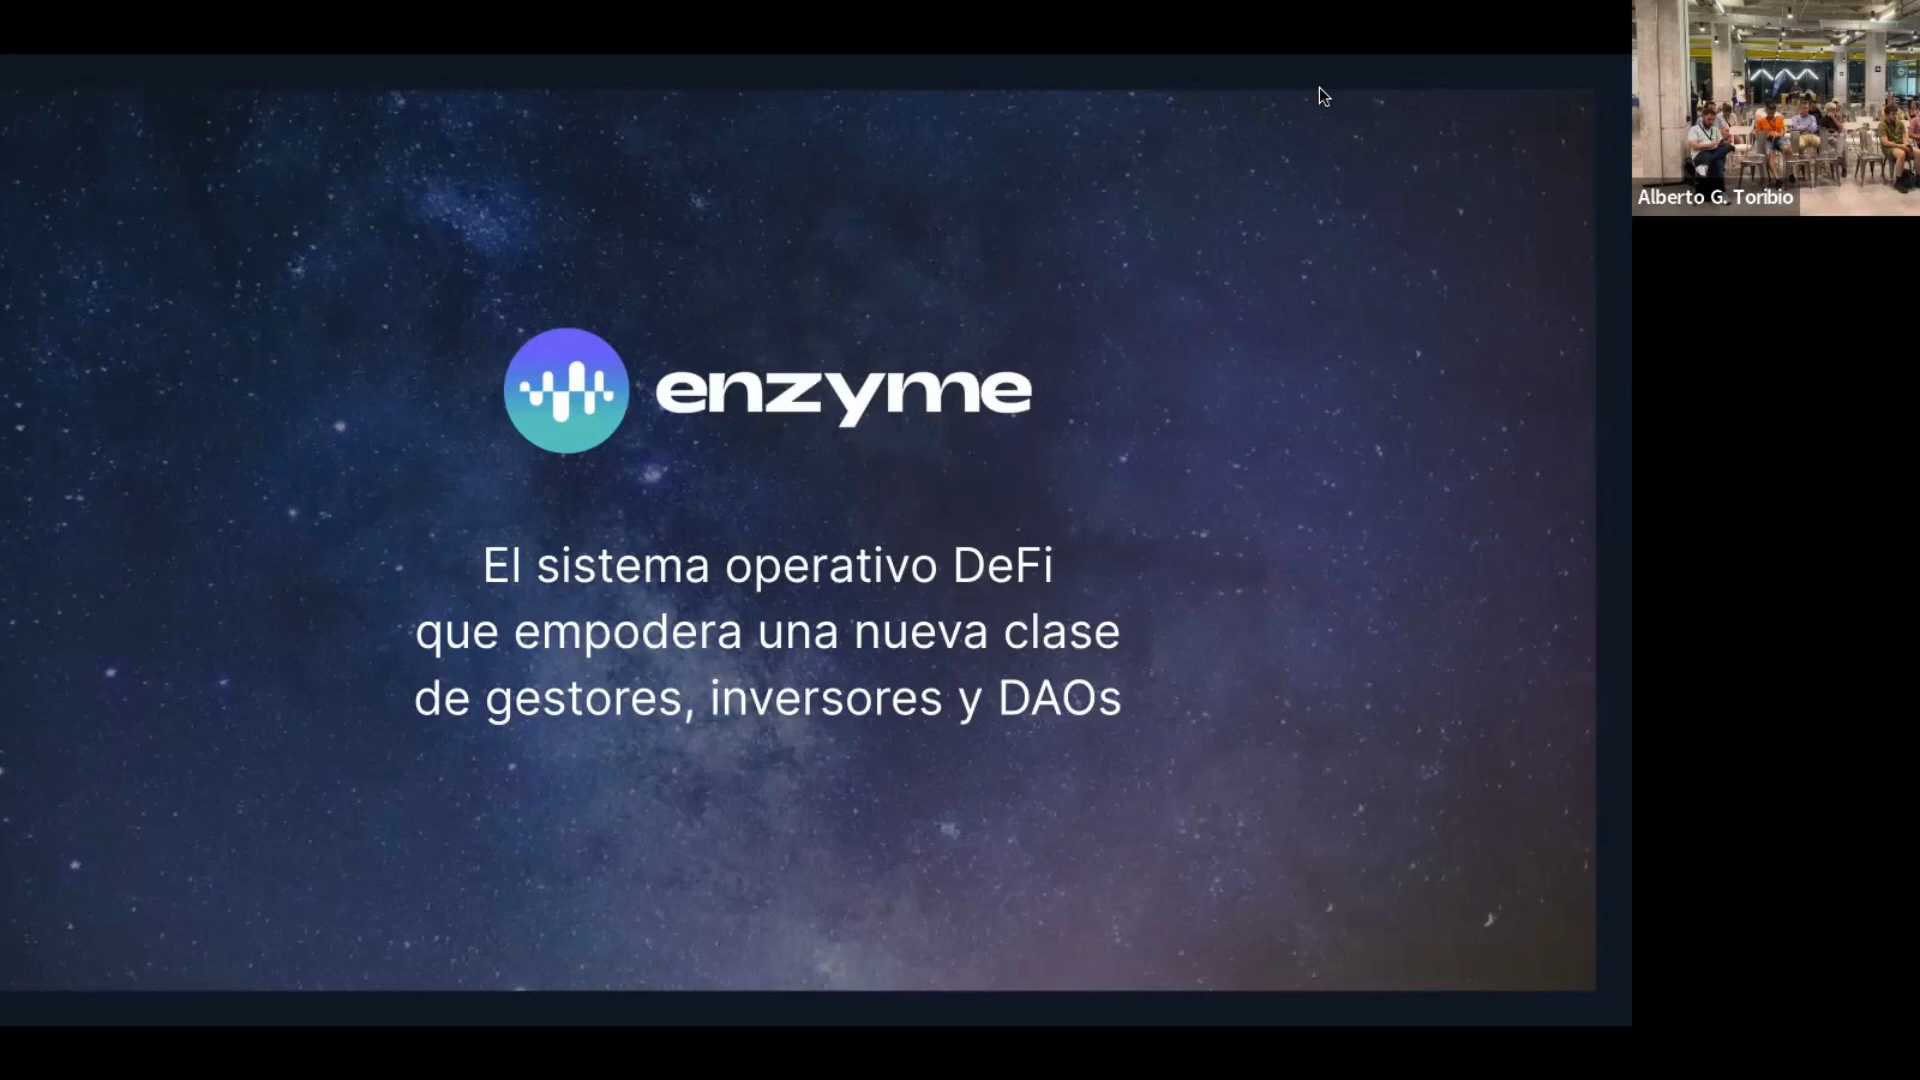 enzyme
El sistema operativo DeFi
que empodera una nueva clase
de gestores, inversores y DAOs
Alberto G. Toribio